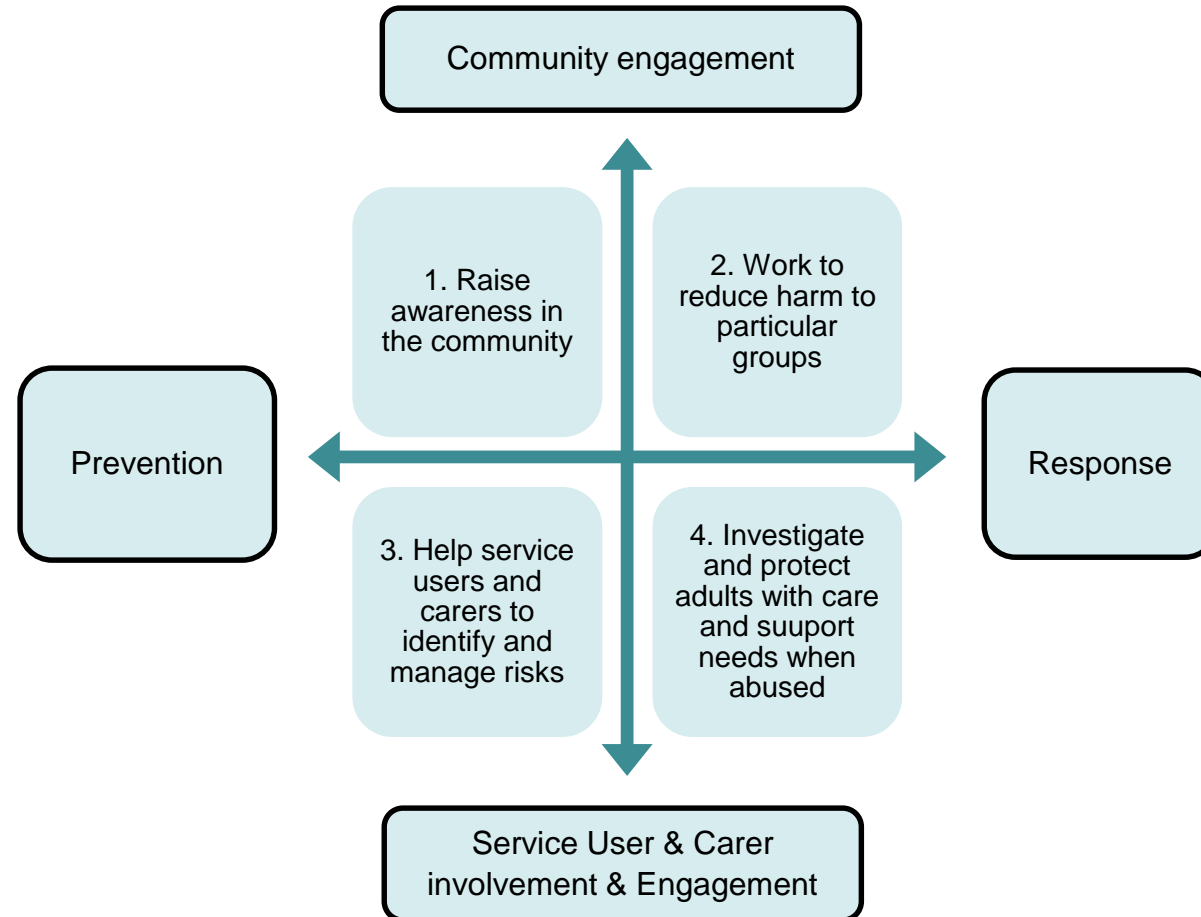 Community engagement
1. Raise
awareness in
the community
2. Work to
reduce harm to
particular
groups
Prevention
Response
3. Help service
users and
carers to
identify and
manage risks
4. Investigate
and protect
adults with care
and suuport
needs when
abused
Service User & Carer
involvement & Engagement